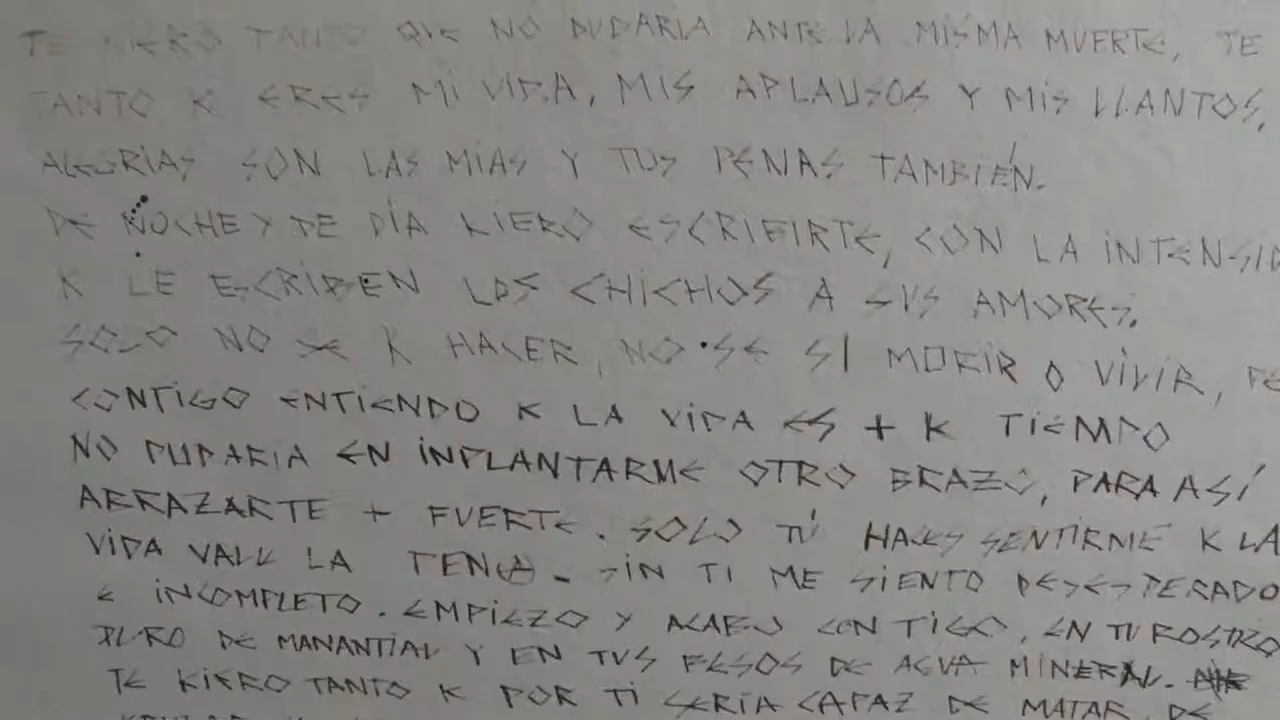 TE KIERO TANTO QUE NO DUDARIA ANTE LA MISMA MUERTE, TE
TANTO K ERES MI VIDA, MIS APLAUSOS Y MIS LLANTOS,
ALEGRIAS SON LAS MIAS Y TUS PENAS TAMBIÉN.
DE NOCHE Y DE DÍA KIERO ESCRIBIRTE, CON LA INTENSID
K LE ESCRIBEN LOS CHICHOS A SUS AMORES.
SOLO NO SE K HACER, NO SE SI MORIR O VIVIR, PE
CONTIGO ENTIENDO K LA VIDA ES + K TIEMPO
NO DUDARIA EN INPLANTARME OTRO BRAZO, PARA ASÍ
ABRAZARTE + FUERTE. SOLO TÚ HACES SENTIRME K LA
VIDA VALE LA PENA. SIN TI ME SIENTO DESESPERADO
E INCOMPLETO. EMPIEZO Y ACABO CONTIGO, EN TU ROSTRO
PURO DE MANANTIAL Y EN TUS BESOS DE AGUA MINERAL.
TE KIERO TANTO K POR TI SERIA CAPAZ DE MATAR, DE